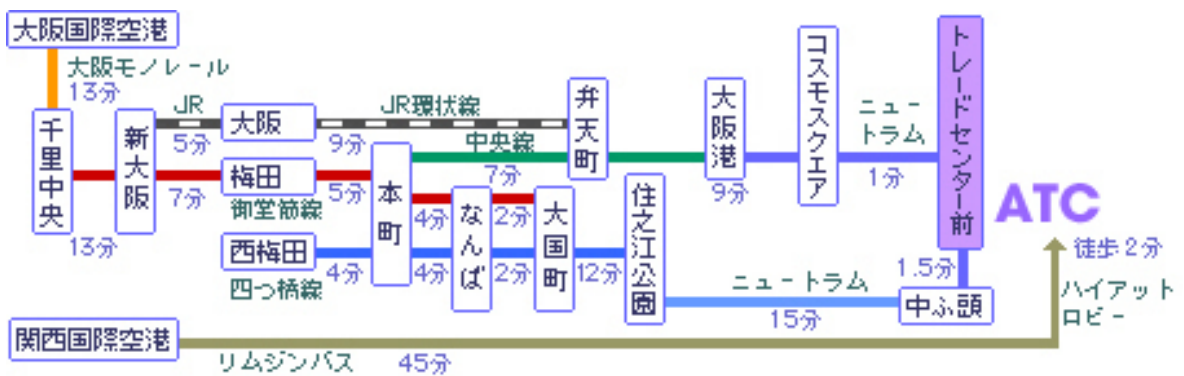 大阪国際空港
大阪モノレール
13分
千里中央
13分
新大阪
JR
5分
大阪
JR環状線
9分
弁天町
中央線
7分
大阪港
9分
コスモスクエア
ニュー
トラム
1分
トレードセンター前
7分
梅田
御堂筋線
5分
本町
4分
なんば
2分
大国町
西梅田
四つ橋線
4分
4分
2分
12分
住之江公園
ニュートラム
15分
中ふ頭
1.5分
ATC
徒歩2分
ハイアット
ロビー
関西国際空港
リムジンバス
45分